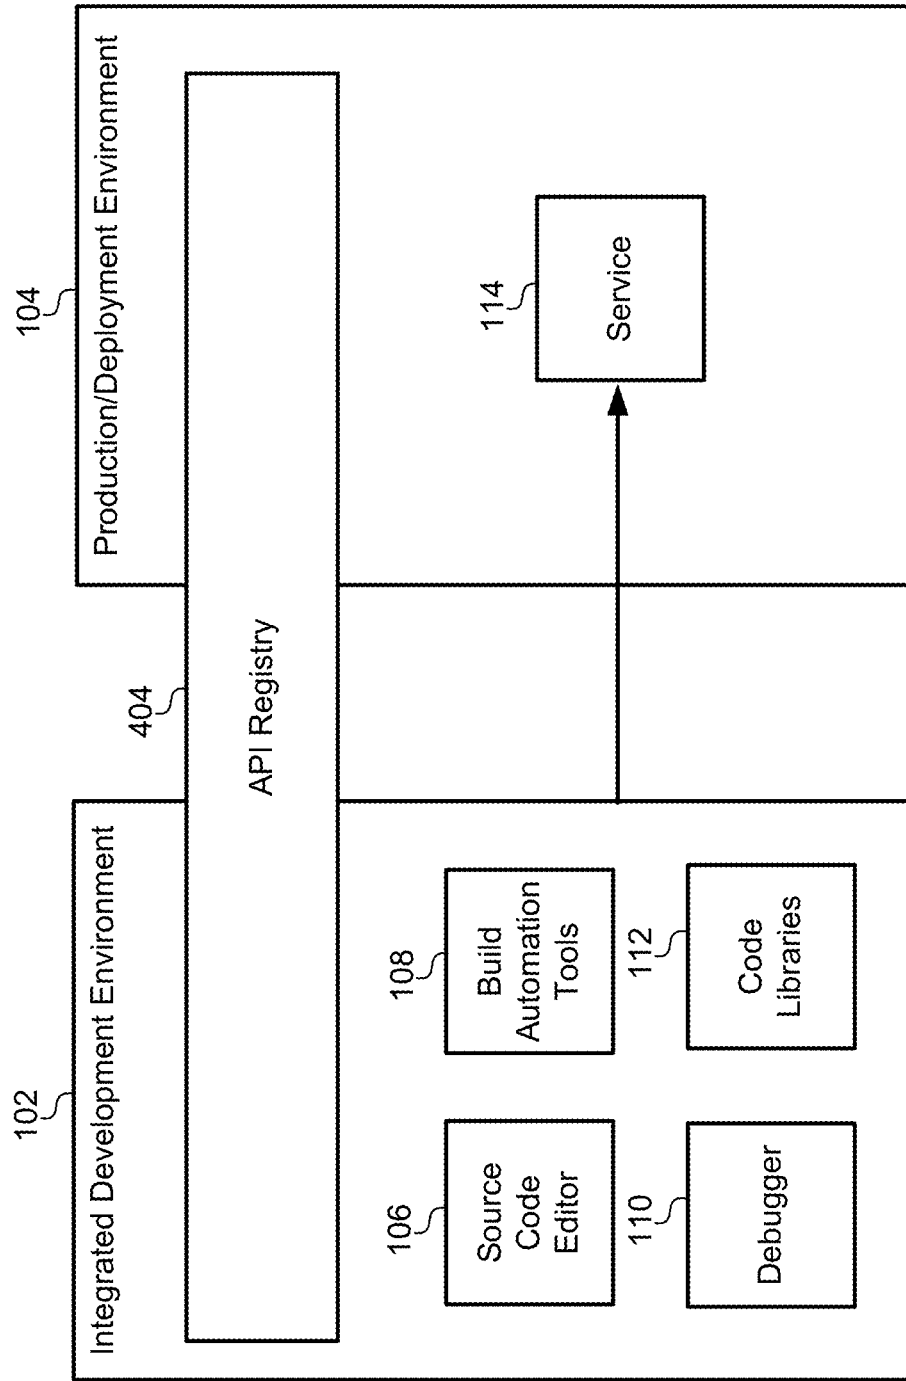 102
Integrated Development Environment
404
API Registry
104
Production/Deployment Environment
106
Source
Code
Editor
108
Build
Automation
Tools
110
Debugger
112
Code
Libraries
114
Service